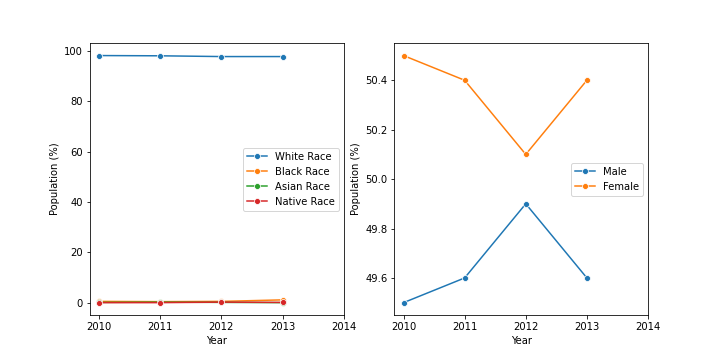 100
80
60
40
20
0
Population (%)
2010 2011 2012 2013 2014
Year
White Race
Black Race
Asian Race
Native Race
50.4
50.2
50.0
49.8
49.6
Population (%)
2010 2011 2012 2013 2014
Year
Male
Female